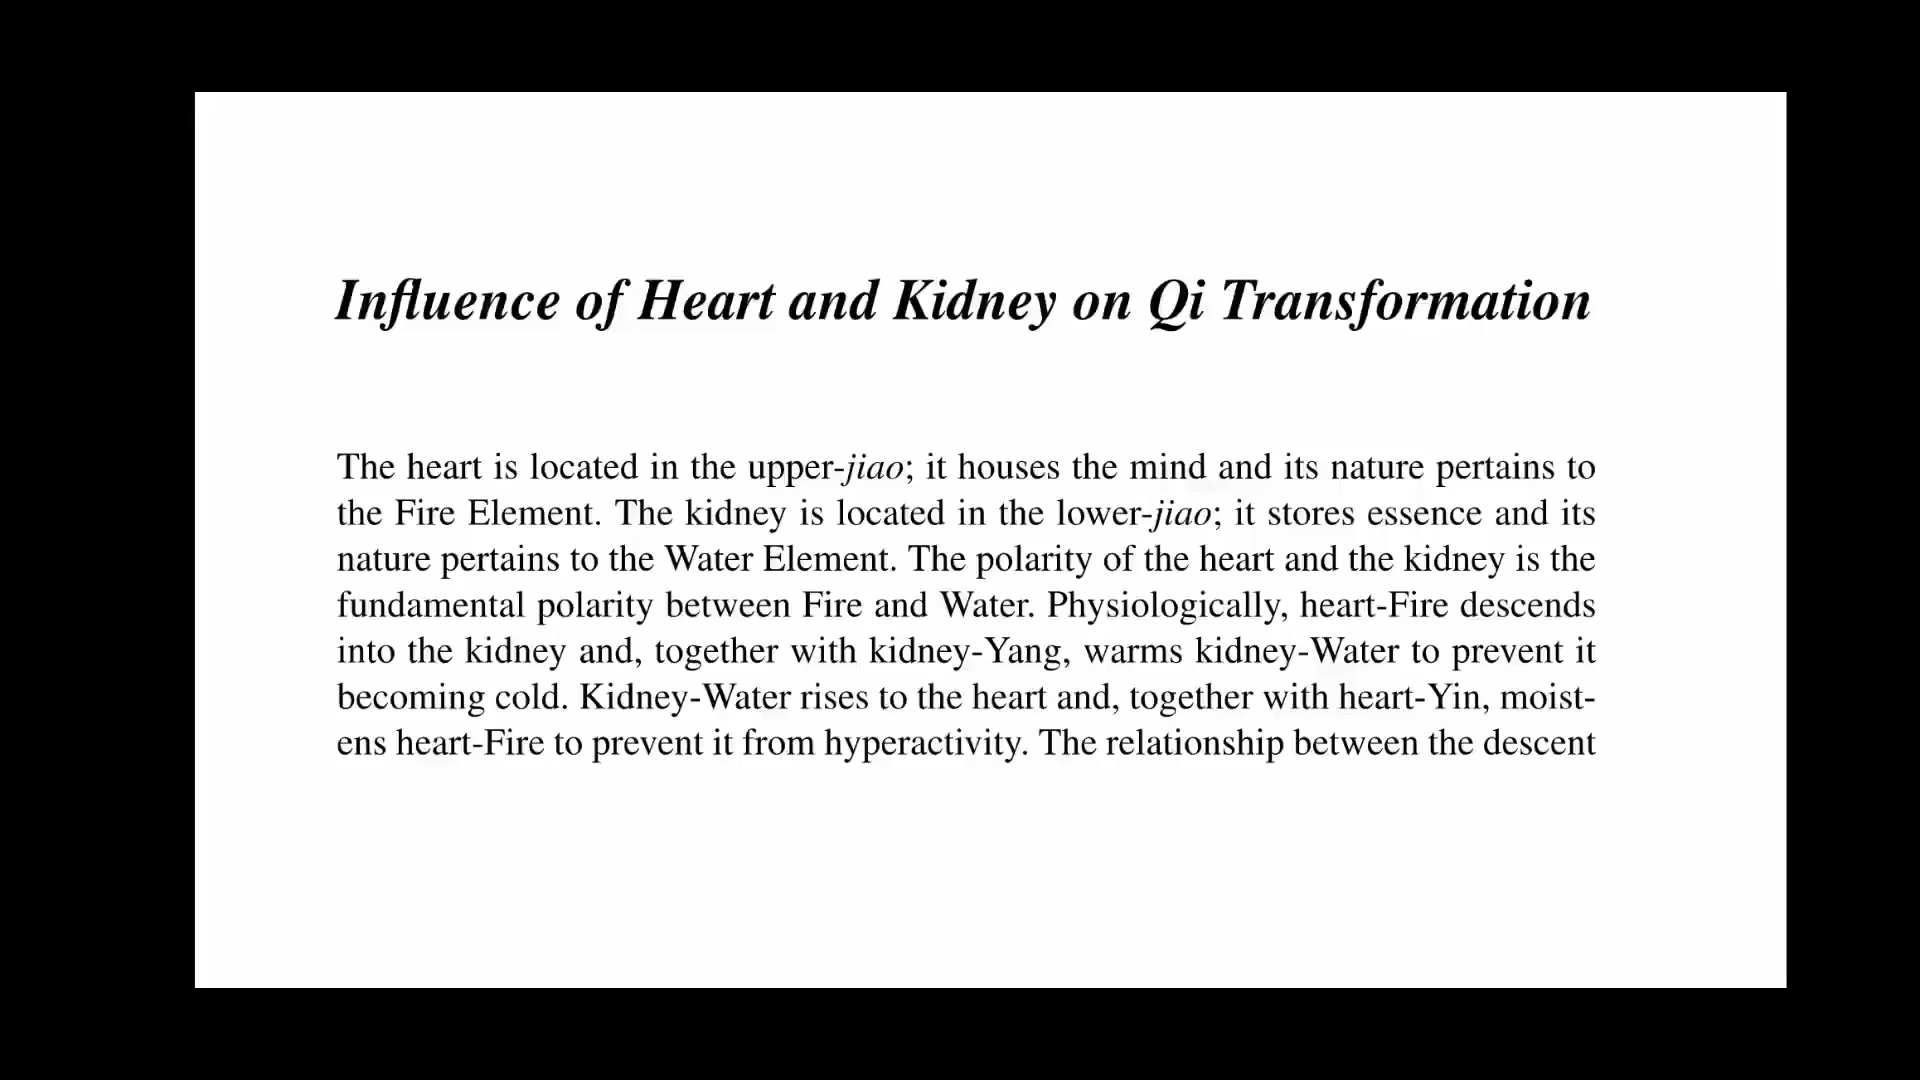 Influence of Heart and Kidney on Qi Transformation
The heart is located in the upper-jiao; it houses the mind and its nature pertains to
the Fire Element. The kidney is located in the lower-jiao; it stores essence and its
nature pertains to the Water Element. The polarity of the heart and the kidney is the
fundamental polarity between Fire and Water. Physiologically, heart-Fire descends
into the kidney and, together with kidney-Yang, warms kidney-Water to prevent it
becoming cold. Kidney-Water rises to the heart and, together with heart-Yin, moist-
ens heart-Fire to prevent it from hyperactivity. The relationship between the descent